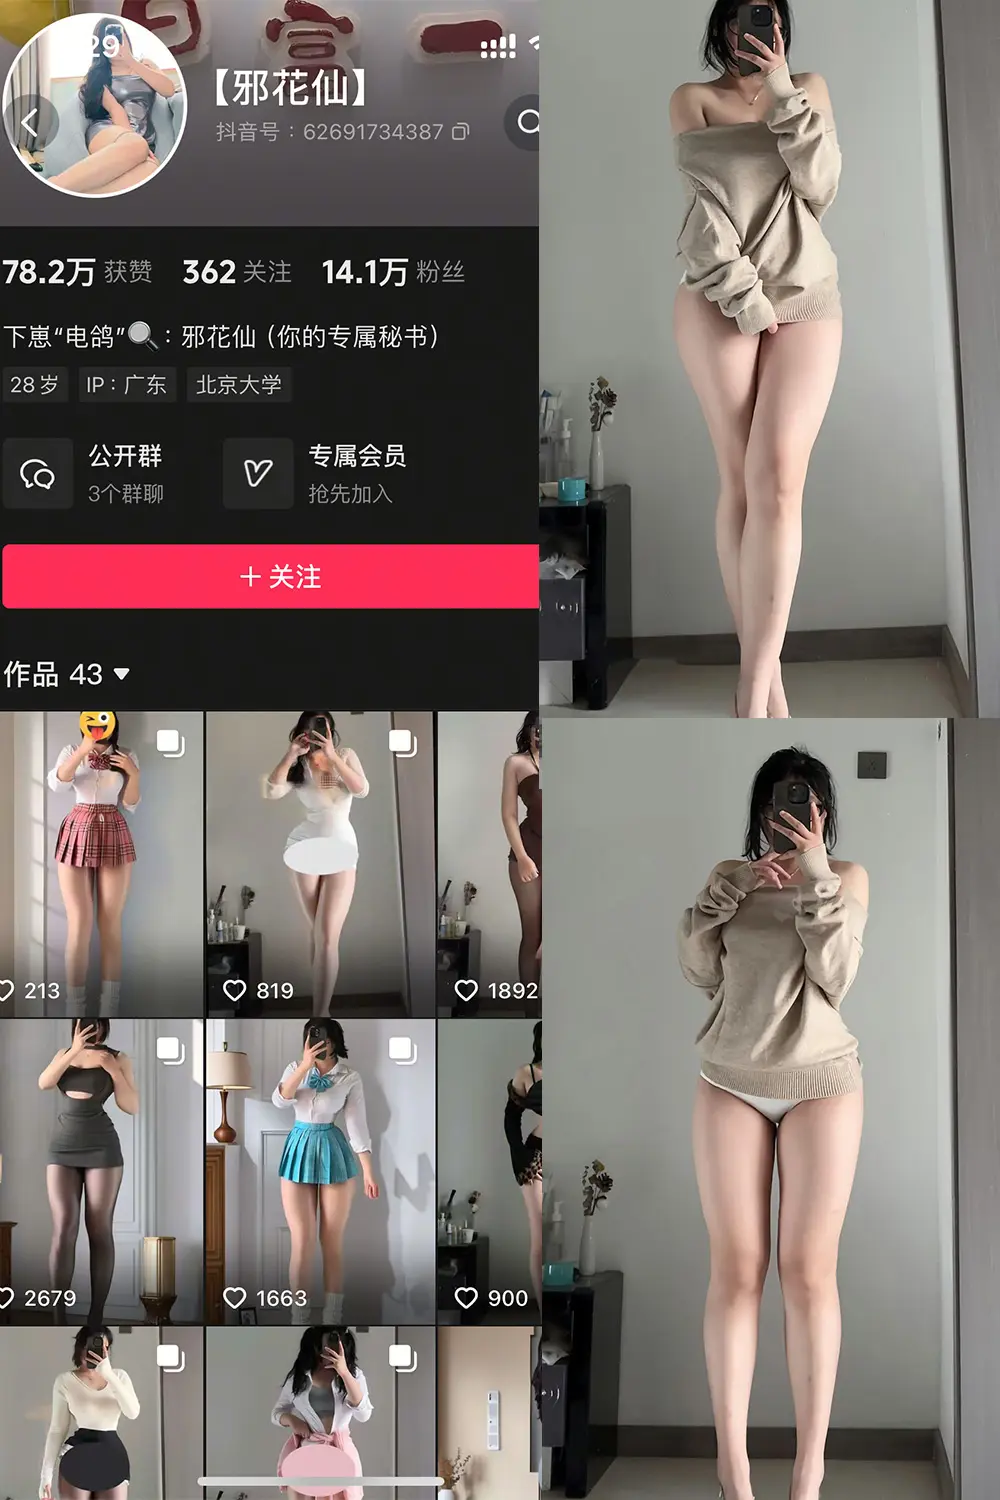 29
【邪花仙】
抖音号：62691734387
78.2万 获赞 362 关注 14.1万 粉丝
下崽“电鸽”🔍：邪花仙（你的专属秘书）
28岁 IP：广东 北京大学
公开群 专属会员
3个群聊 抢先加入
+ 关注
作品 43
213 819 1892
2679 1663 900